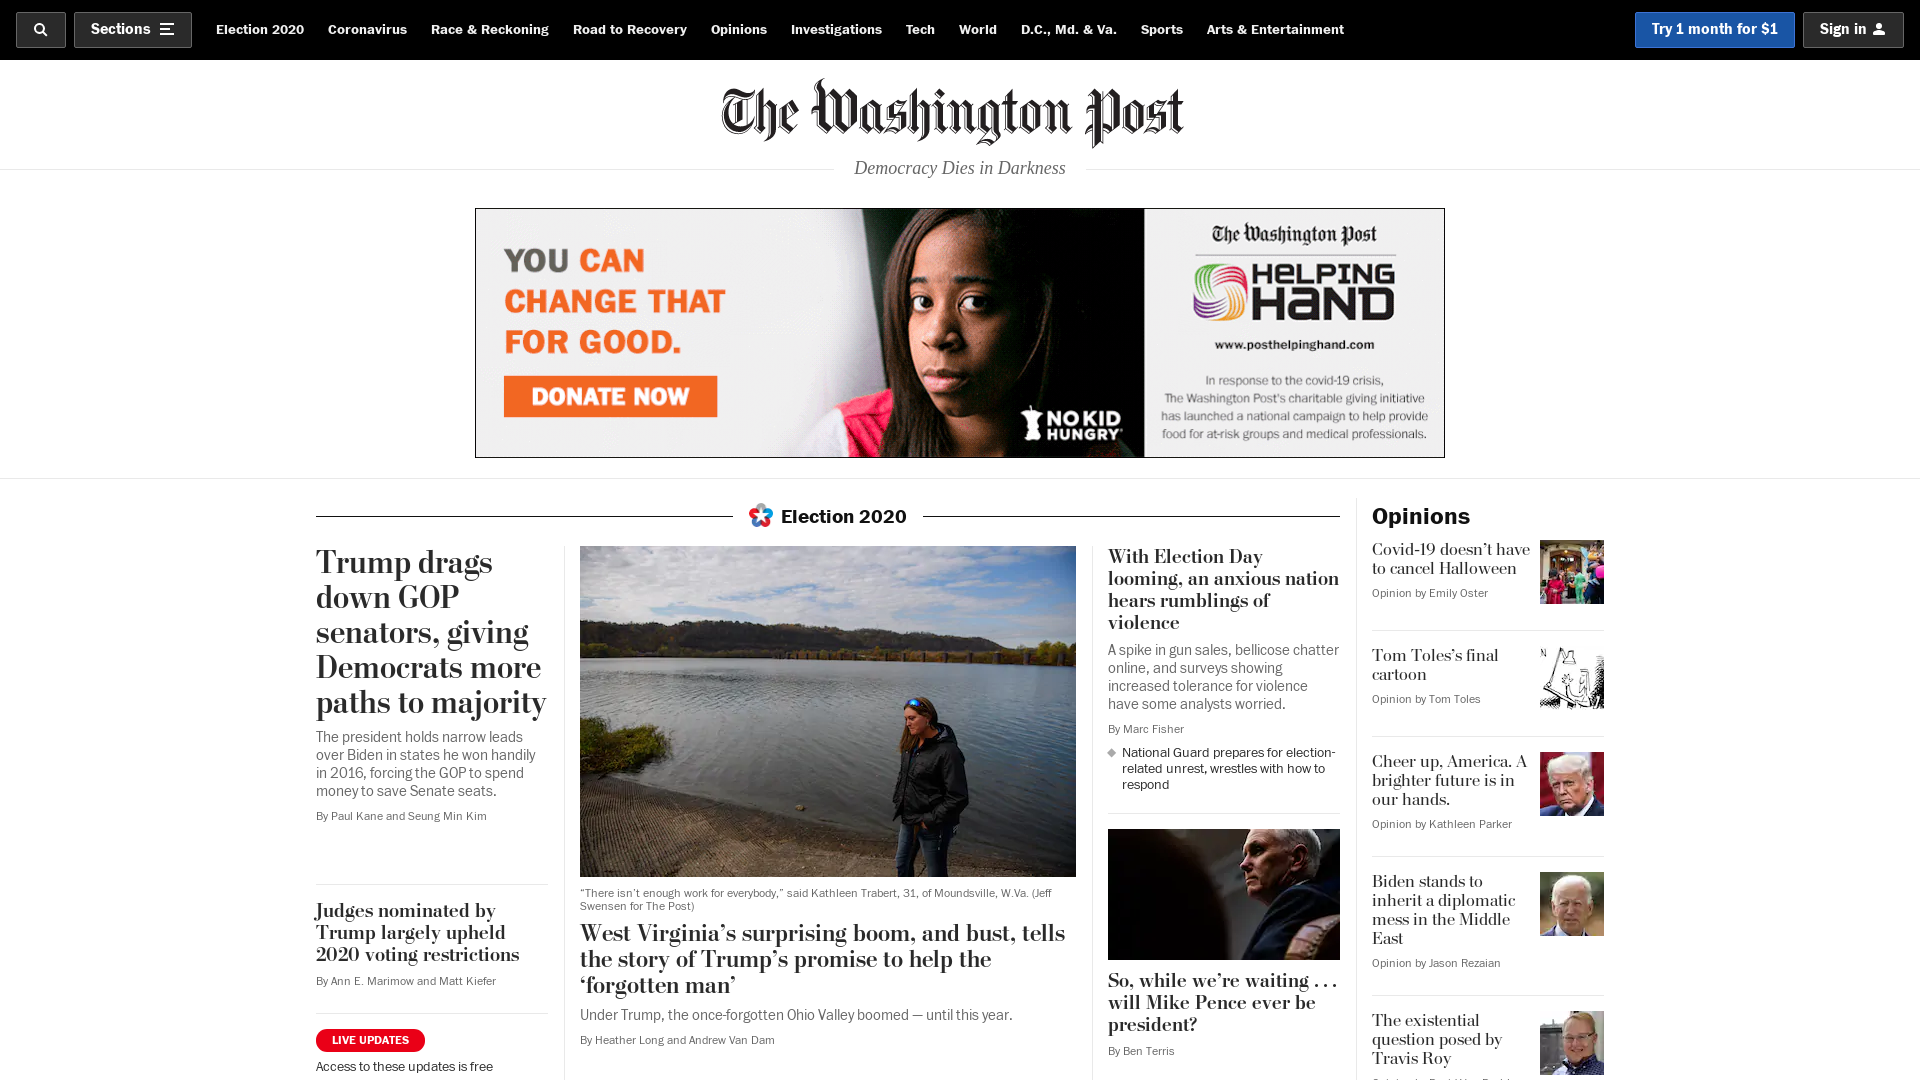 Sections
Election 2020
Coronavirus
Race & Reckoning
Road to Recovery
Opinions
Investigations
Tech
World
D.C., Md. & Va.
Sports
Arts & Entertainment
Try 1 month for $1
Sign in
The Washington Post
Democracy Dies in Darkness
YOU CAN
CHANGE THAT
FOR GOOD.
DONATE NOW
NO KID
HUNGRY
The Washington Post
HELPING
HAND
www.posthelpinghand.com
In response to the covid-19 crisis,
The Washington Post's charitable giving initiative
has launched a national campaign to help provide
food for at-risk groups and medical professionals.
Election 2020
Trump drags
down GOP
senators, giving
Democrats more
paths to majority
The president holds narrow leads
over Biden in states he won handily
in 2016, forcing the GOP to spend
money to save Senate seats.
By Paul Kane and Seung Min Kim
Judges nominated by
Trump largely upheld
2020 voting restrictions
By Ann E. Marimow and Matt Kiefer
LIVE UPDATES
Access to these updates is free
“There isn’t enough work for everybody,” said Kathleen Trabert, 31, of Moundsville, W.Va. (Jeff
Swensen for The Post)
West Virginia’s surprising boom, and bust, tells
the story of Trump’s promise to help the
‘forgotten man’
Under Trump, the once-forgotten Ohio Valley boomed — until this year.
By Heather Long and Andrew Van Dam
With Election Day
looming, an anxious nation
hears rumblings of
violence
A spike in gun sales, bellicose chatter
online, and surveys showing
increased tolerance for violence
have some analysts worried.
By Marc Fisher
National Guard prepares for election-
related unrest, wrestles with how to
respond
So, while we’re waiting . . .
will Mike Pence ever be
president?
By Ben Terris
Opinions
Covid-19 doesn’t have
to cancel Halloween
Opinion by Emily Oster
Tom Toles’s final
cartoon
Opinion by Tom Toles
Cheer up, America. A
brighter future is in
our hands.
Opinion by Kathleen Parker
Biden stands to
inherit a diplomatic
mess in the Middle
East
Opinion by Jason Rezaian
The existential
question posed by
Travis Roy